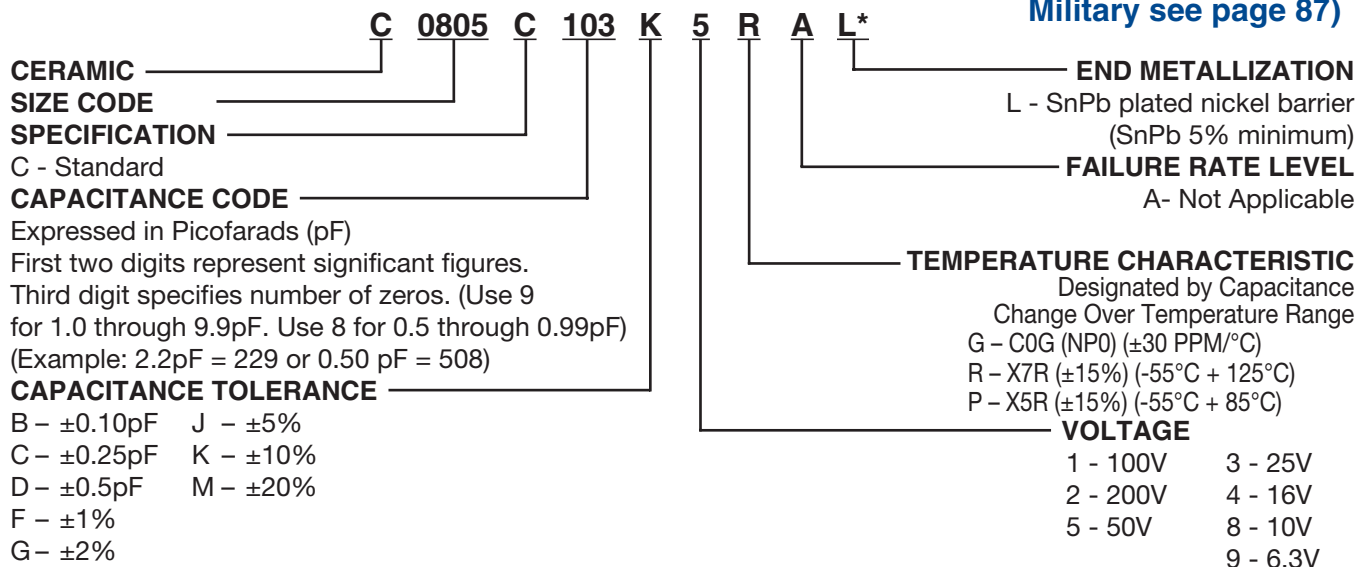 Military see page 87)
C 0805 C 103 K 5 R A L*
CERAMIC
SIZE CODE
SPECIFICATION
C - Standard
CAPACITANCE CODE
Expressed in Picofarads (pF)
First two digits represent significant figures.
Third digit specifies number of zeros. (Use 9
for 1.0 through 9.9pF. Use 8 for 0.5 through 0.99pF)
(Example: 2.2pF = 229 or 0.50 pF = 508)
CAPACITANCE TOLERANCE
B – ±0.10pF J – ±5%
C – ±0.25pF K – ±10%
D – ±0.5pF M – ±20%
F – ±1%
G – ±2%
END METALLIZATION
L - SnPb plated nickel barrier
(SnPb 5% minimum)
FAILURE RATE LEVEL
A- Not Applicable
TEMPERATURE CHARACTERISTIC
Designated by Capacitance
Change Over Temperature Range
G – C0G (NP0) (±30 PPM/°C)
R – X7R (±15%) (-55°C + 125°C)
P – X5R (±15%) (-55°C + 85°C)
VOLTAGE
1 - 100V 3 - 25V
2 - 200V 4 - 16V
5 - 50V 8 - 10V
9 - 6.3V